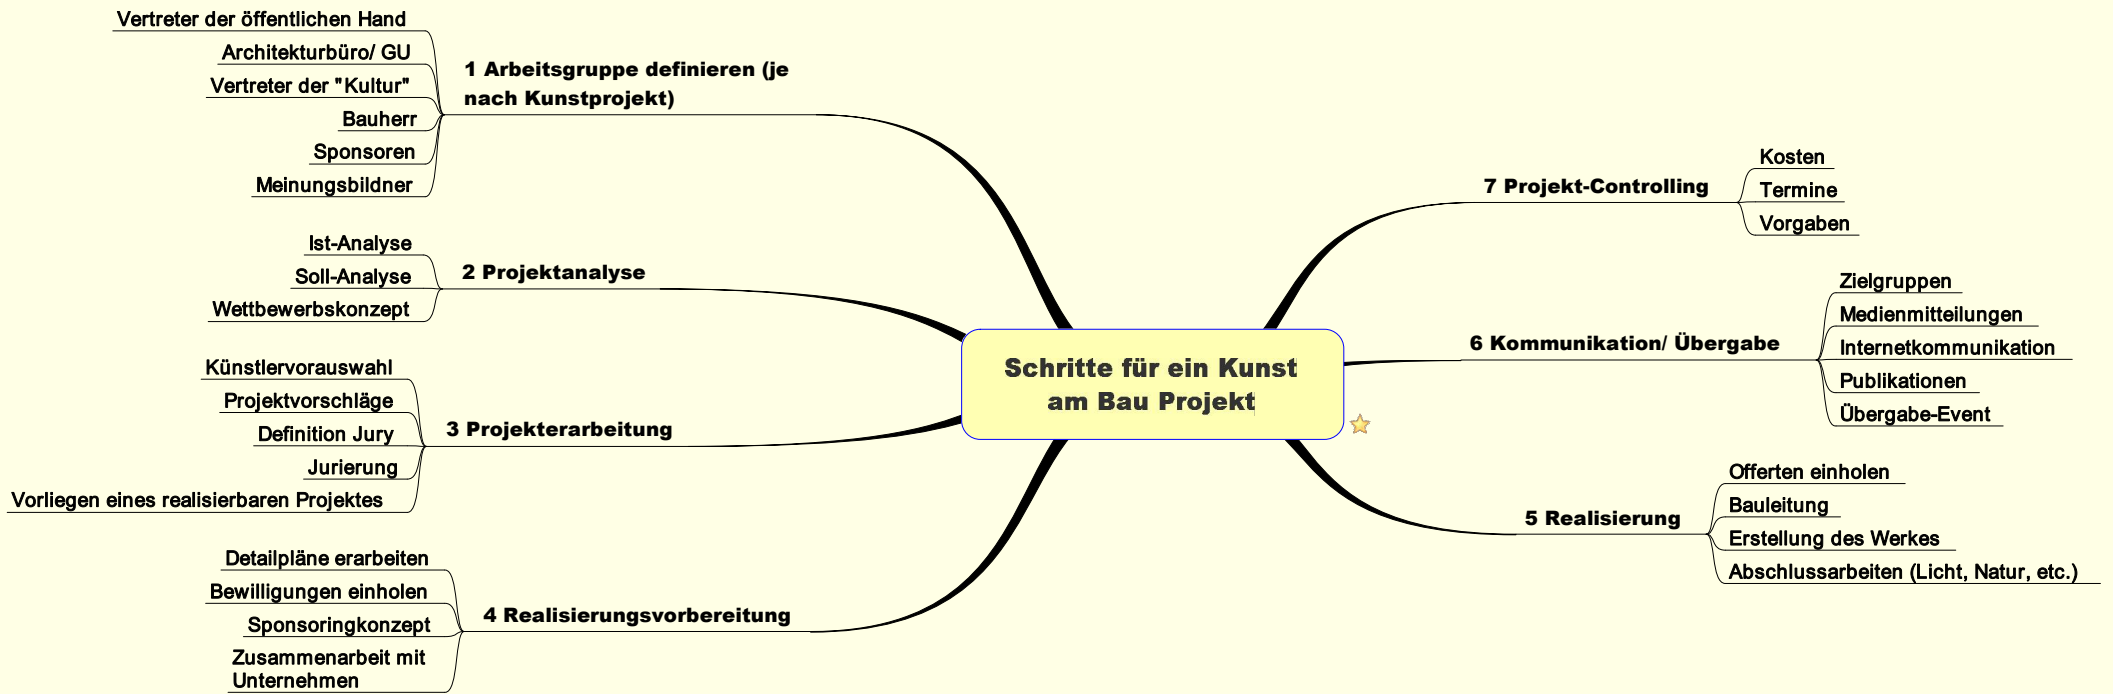 Schritte für ein Kunst
am Bau Projekt
1 Arbeitsgruppe definieren (je
nach Kunstprojekt)
Vertreter der öffentlichen Hand
Architekturbüro/ GU
Vertreter der "Kultur"
Bauherr
Sponsoren
Meinungsbildner
2 Projektanalyse
Ist-Analyse
Soll-Analyse
Wettbewerbskonzept
3 Projekterarbeitung
Künstlervorauswahl
Projektvorschläge
Definition Jury
Jurierung
Vorliegen eines realisierbaren Projektes
4 Realisierungsvorbereitung
Detailpläne erarbeiten
Bewilligungen einholen
Sponsoringkonzept
Zusammenarbeit mit
Unternehmen
5 Realisierung
Offerten einholen
Bauleitung
Erstellung des Werkes
Abschlussarbeiten (Licht, Natur, etc.)
6 Kommunikation/ Übergabe
Zielgruppen
Medienmitteilungen
Internetkommunikation
Publikationen
Übergabe-Event
7 Projekt-Controlling
Kosten
Termine
Vorgaben